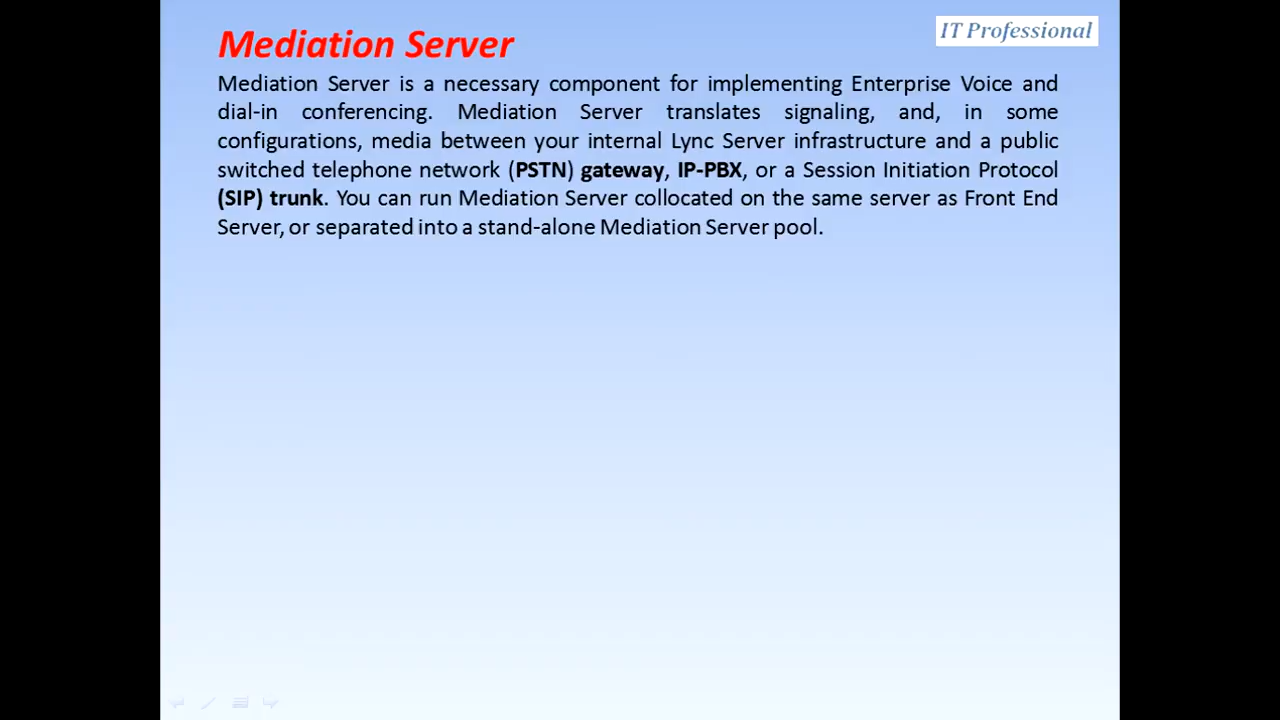 Mediation Server
IT Professional
Mediation Server is a necessary component for implementing Enterprise Voice and
dial-in conferencing. Mediation Server translates signaling, and, in some
configurations, media between your internal Lync Server infrastructure and a public
switched telephone network (PSTN) gateway, IP-PBX, or a Session Initiation Protocol
(SIP) trunk. You can run Mediation Server collocated on the same server as Front End
Server, or separated into a stand-alone Mediation Server pool.